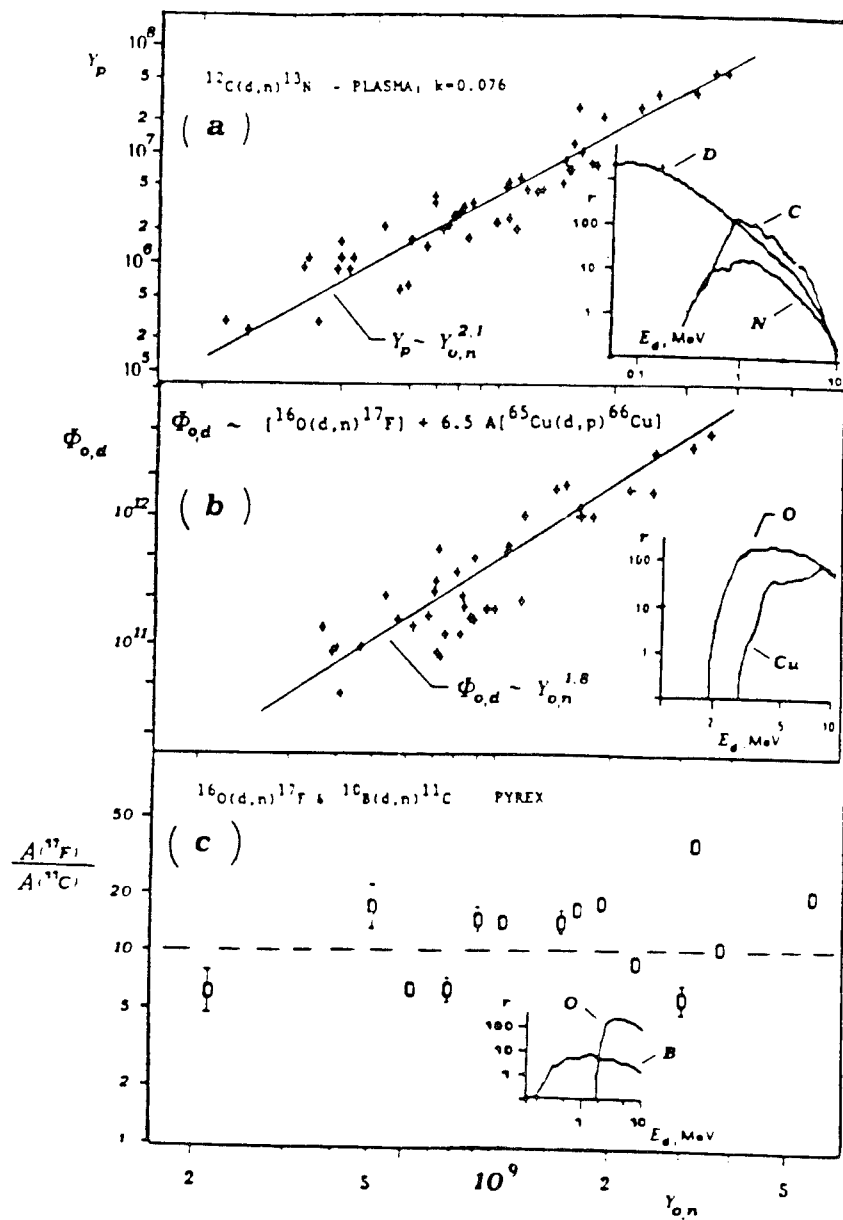 Y_p
10^8
5
2
10^7
5
2
10^6
5
2
10^5
^12C(d,n)^13N - PLASMA; k=0.076
(a)
Y_p ~ Y_o,n^2.1
r
100
10
1
D
C
N
E_d, MeV
0.1
1
10
Φ_o,d
Φ_o,d ~ [^16O(d,n)^17F] + 6.5 A[^65Cu(d,p)^66Cu]
(b)
10^12
10^11
Φ_o,d ~ Y_o,n^1.8
r
100
10
1
O
Cu
2
5
10
E_d, MeV
^16O(d,n)^17F & ^10B(d,n)^11C PYREX
(c)
A(^17F)
A(^11C)
50
20
10
5
2
1
r
100
10
1
O
B
1
10
E_d, MeV
2
5
10^9
2
5
Y_o,n